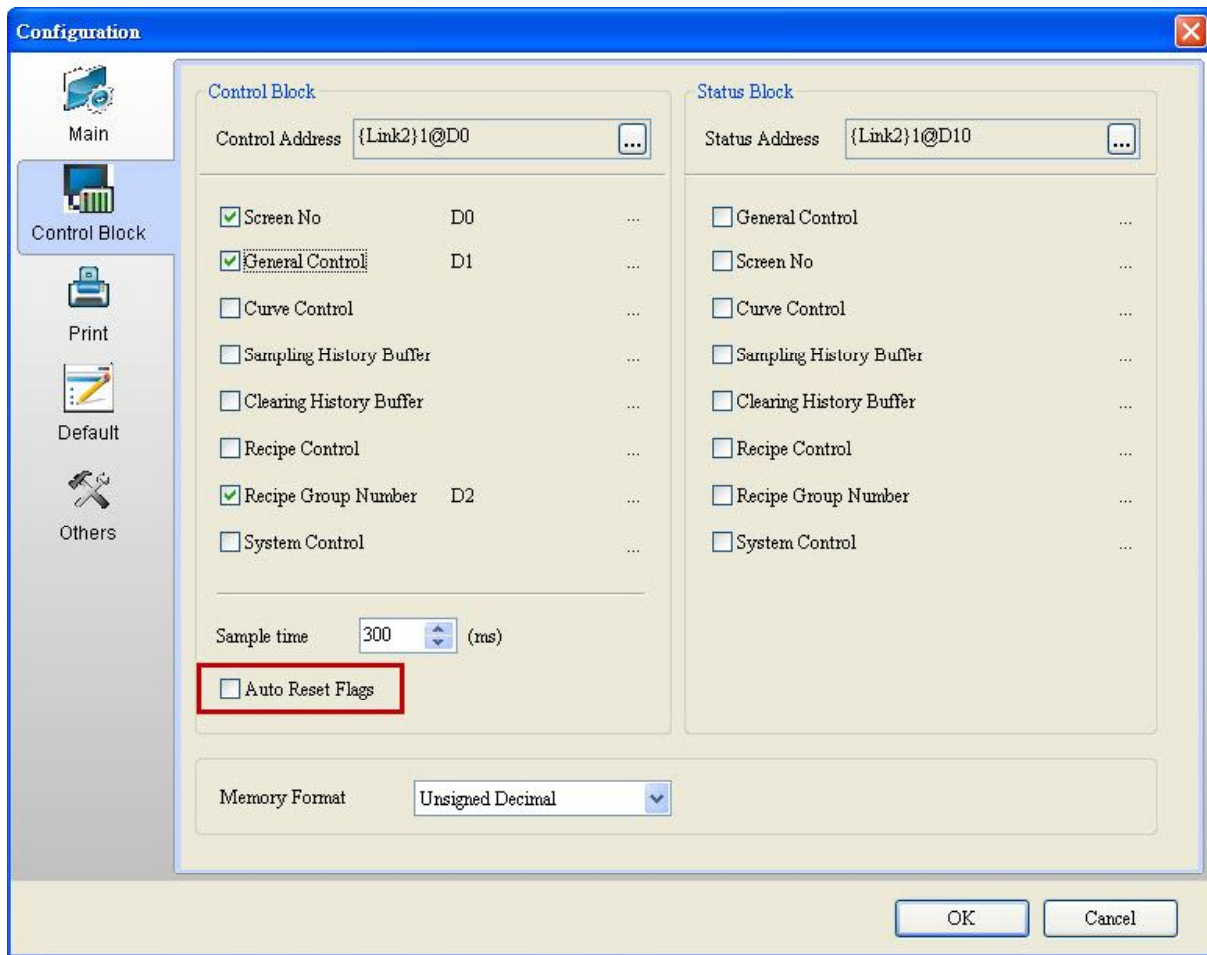 Configuration
Main
Control Block
Print
Default
Others
Control Block
Control Address {Link2}1@D0 ...
Screen No D0 ...
General Control D1 ...
Curve Control ...
Sampling History Buffer ...
Clearing History Buffer ...
Recipe Control ...
Recipe Group Number D2 ...
System Control ...
Sample time 300 (ms)
Auto Reset Flags
Status Block
Status Address {Link2}1@D10 ...
General Control ...
Screen No ...
Curve Control ...
Sampling History Buffer ...
Clearing History Buffer ...
Recipe Control ...
Recipe Group Number ...
System Control ...
Memory Format Unsigned Decimal
OK Cancel